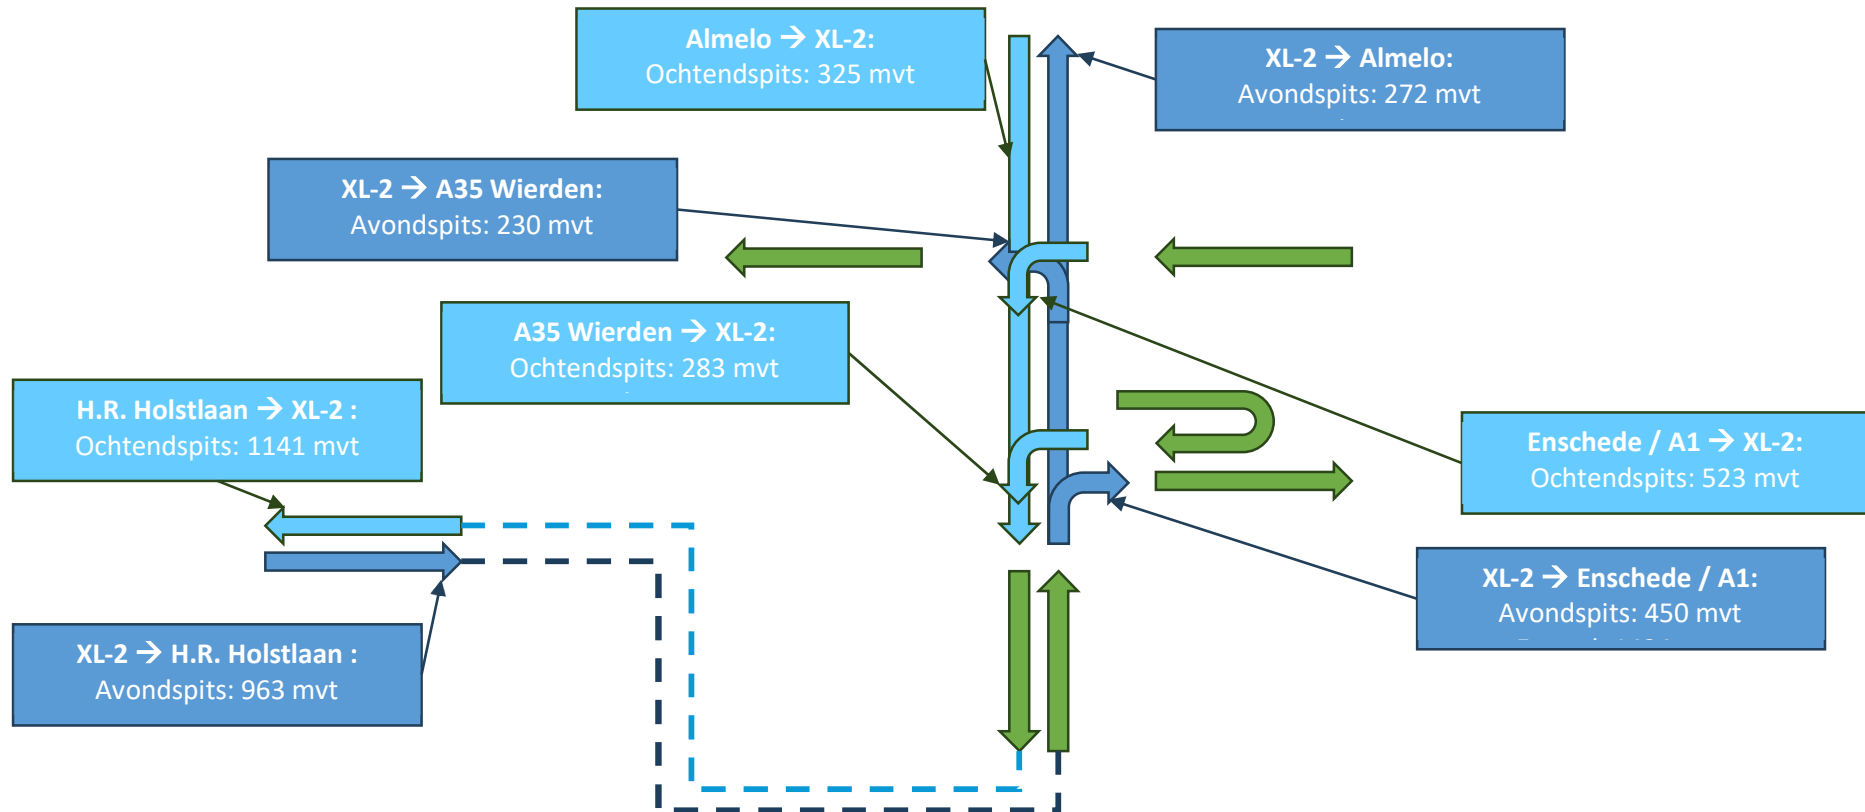 Almelo → XL-2:
Ochtendspits: 325 mvt
XL-2 → Almelo:
Avondspits: 272 mvt
XL-2 → A35 Wierden:
Avondspits: 230 mvt
A35 Wierden → XL-2:
Ochtendspits: 283 mvt
H.R. Holstlaan → XL-2 :
Ochtendspits: 1141 mvt
Enschede / A1 → XL-2:
Ochtendspits: 523 mvt
XL-2 → Enschede / A1:
Avondspits: 450 mvt
XL-2 → H.R. Holstlaan :
Avondspits: 963 mvt